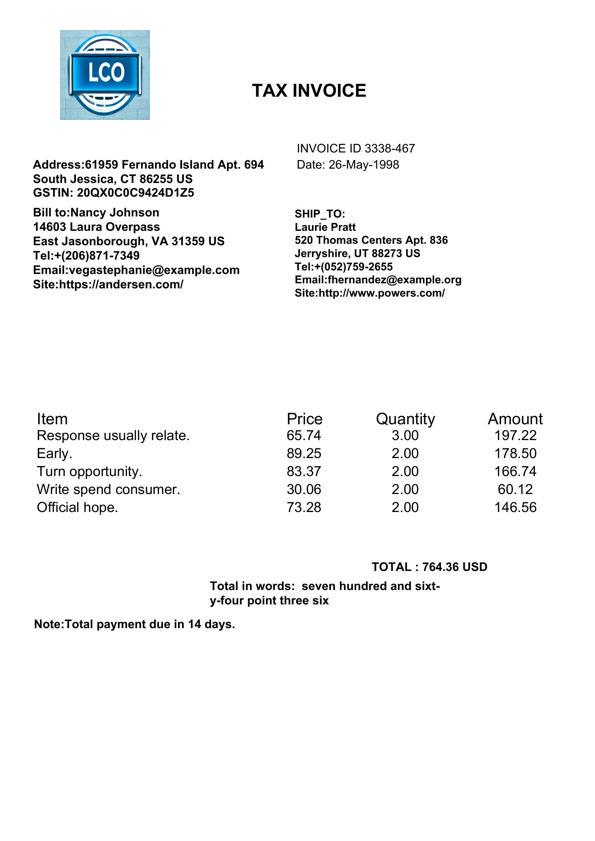 LCO
TAX INVOICE
INVOICE ID 3338-467
Date: 26-May-1998
Address:61959 Fernando Island Apt. 694
South Jessica, CT 86255 US
GSTIN: 20QX0C0C9424D1Z5
Bill to:Nancy Johnson
14603 Laura Overpass
East Jasonborough, VA 31359 US
Tel:+(206)871-7349
Email:vegastephanie@example.com
Site:https://andersen.com/
SHIP_TO:
Laurie Pratt
520 Thomas Centers Apt. 836
Jerryshire, UT 88273 US
Tel:+(052)759-2655
Email:fhernandez@example.org
Site:http://www.powers.com/
Item Price Quantity Amount
Response usually relate. 65.74 3.00 197.22
Early. 89.25 2.00 178.50
Turn opportunity. 83.37 2.00 166.74
Write spend consumer. 30.06 2.00 60.12
Official hope. 73.28 2.00 146.56
TOTAL : 764.36 USD
Total in words: seven hundred and sixt-
y-four point three six
Note:Total payment due in 14 days.